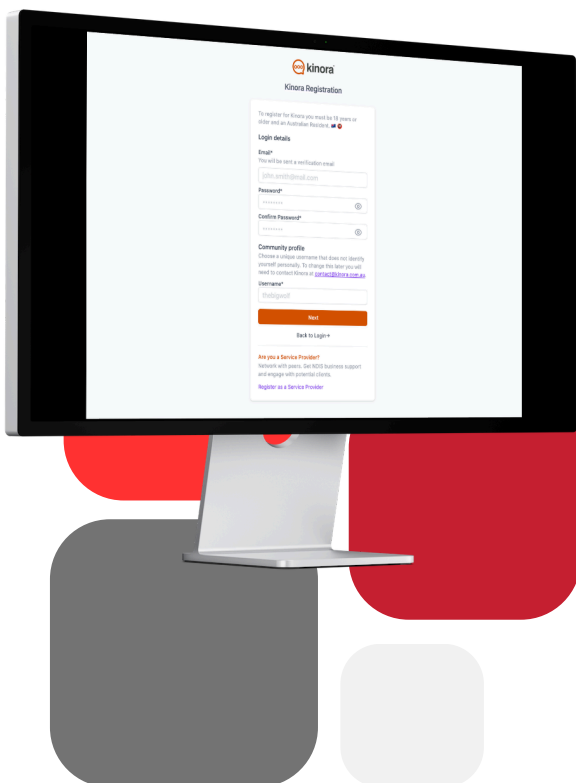 kinora
Kinora Registration
To register for Kinora you must be 18 years or
older and an Australian Resident.
Login details
Email*
You will be sent a verification email
john.smith@mail.com
Password*
********
Confirm Password*
********
Community profile
Choose a unique username that does not identify
yourself personally. To change this later you will
need to contact Kinora at contact@kinora.com.au.
Username*
thebigwolf
Next
Back to Login→
Are you a Service Provider?
Network with peers. Get NDIS business support
and engage with potential clients.
Register as a Service Provider